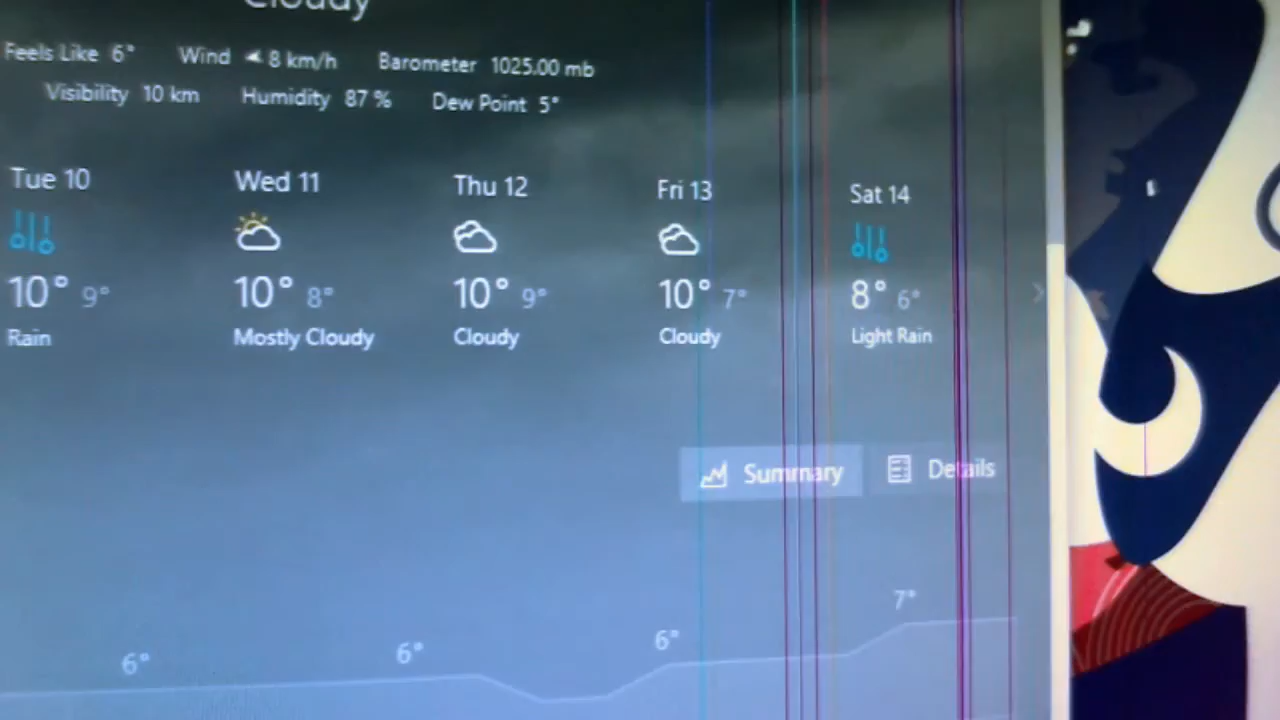 Cloudy
Feels Like 6° Wind 8 km/h Barometer 1025.00 mb
Visibility 10 km Humidity 87 % Dew Point 5°
Tue 10 Wed 11 Thu 12 Fri 13 Sat 14
10° 9° 10° 8° 10° 9° 10° 7° 8° 6°
Rain Mostly Cloudy Cloudy Cloudy Light Rain
Summary Details
6° 6° 6° 7°